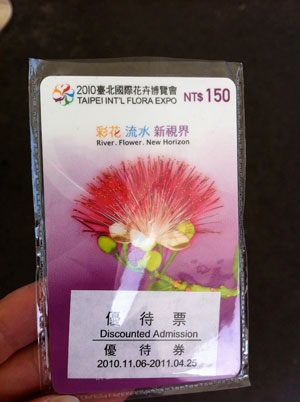 2010臺北國際花卉博覽會
TAIPEI INT'L FLORA EXPO NT$ 150
彩花 流水 新視界
River . Flower . New Horizon
優待票
Discounted Admission
優待券
2010.11.06-2011.04.25